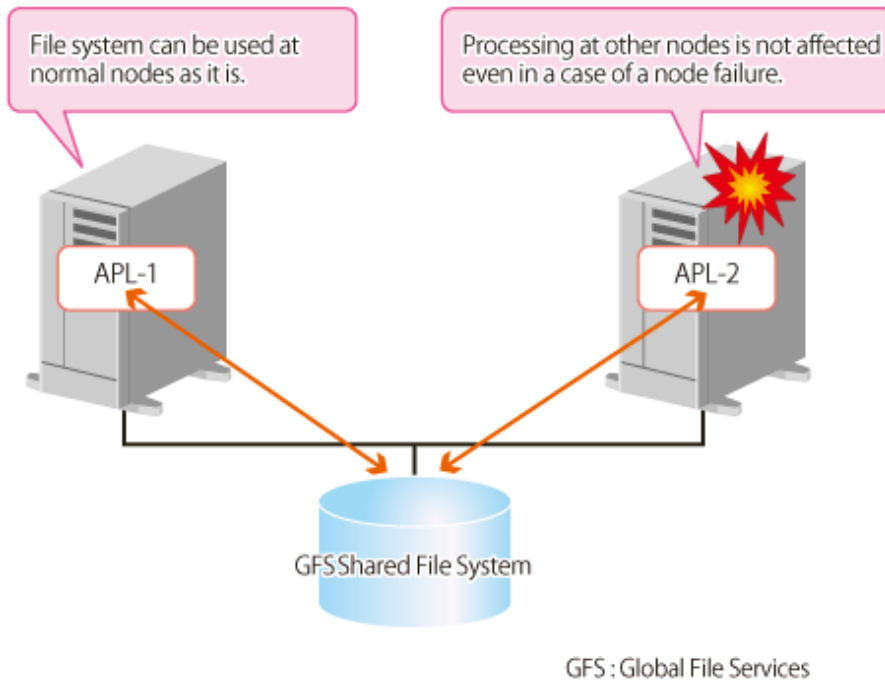 File system can be used at
normal nodes as it is.
Processing at other nodes is not affected
even in a case of a node failure.
APL-1
APL-2
GFS Shared File System
GFS : Global File Services